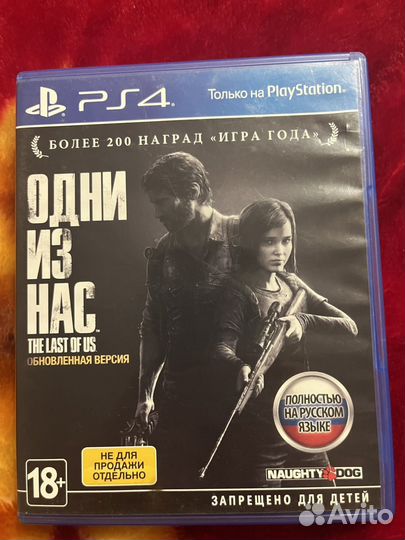 PS4
Только на PlayStation
БОЛЕЕ 200 НАГРАД «ИГРА ГОДА»
ОДНИ
ИЗ
НАС
THE LAST OF US
ОБНОВЛЕННАЯ ВЕРСИЯ
ПОЛНОСТЬЮ
НА РУССКОМ
ЯЗЫКЕ
НЕ ДЛЯ
ПРОДАЖИ
ОТДЕЛЬНО
18+
NAUGHTY DOG
ЗАПРЕЩЕНО ДЛЯ ДЕТЕЙ
Avito